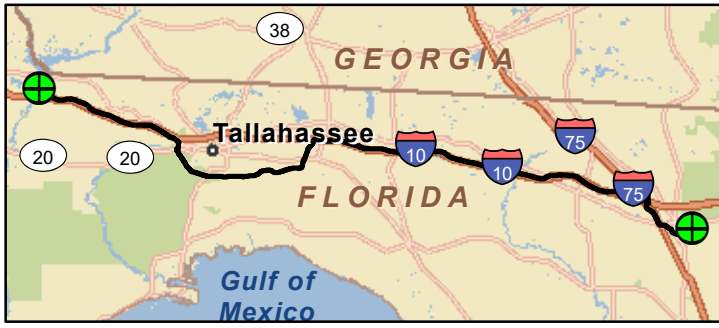 38
GEORGIA
Tallahassee
75
10
10
20
20
FLORIDA
75
Gulf of
Mexico